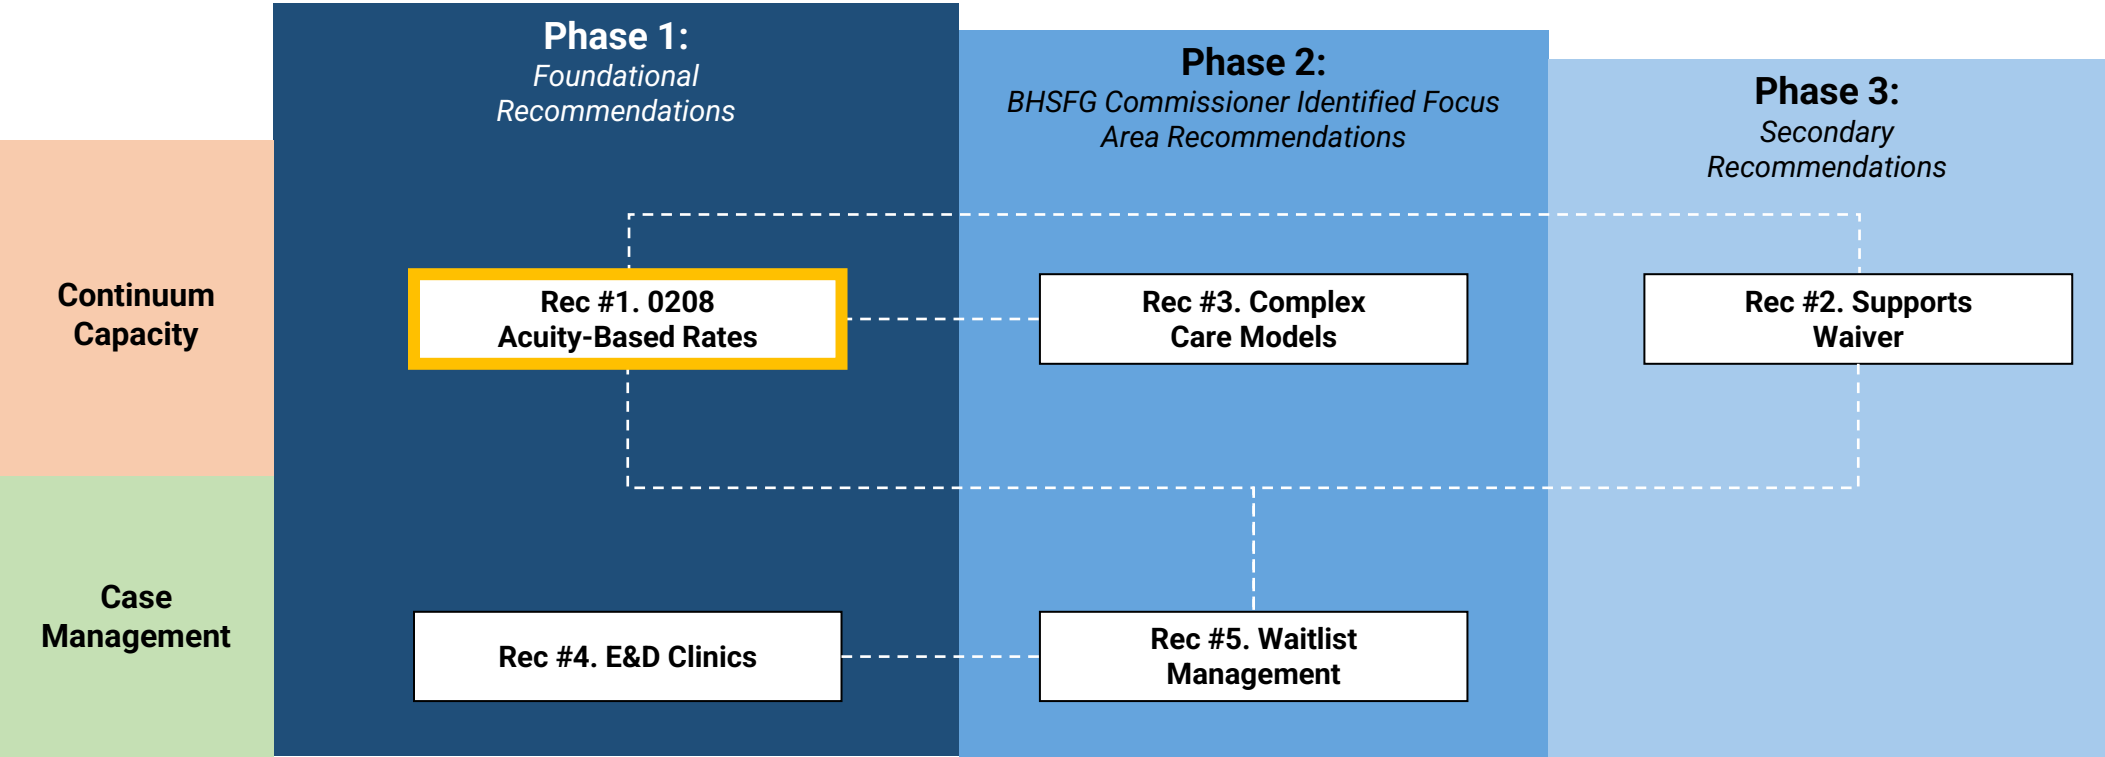 Phase 1:
Foundational
Recommendations
Phase 2:
BHSFG Commissioner Identified Focus
Area Recommendations
Phase 3:
Secondary
Recommendations
Continuum
Capacity
Rec #1. 0208
Acuity-Based Rates
Rec #3. Complex
Care Models
Rec #2. Supports
Waiver
Case
Management
Rec #4. E&D Clinics
Rec #5. Waitlist
Management